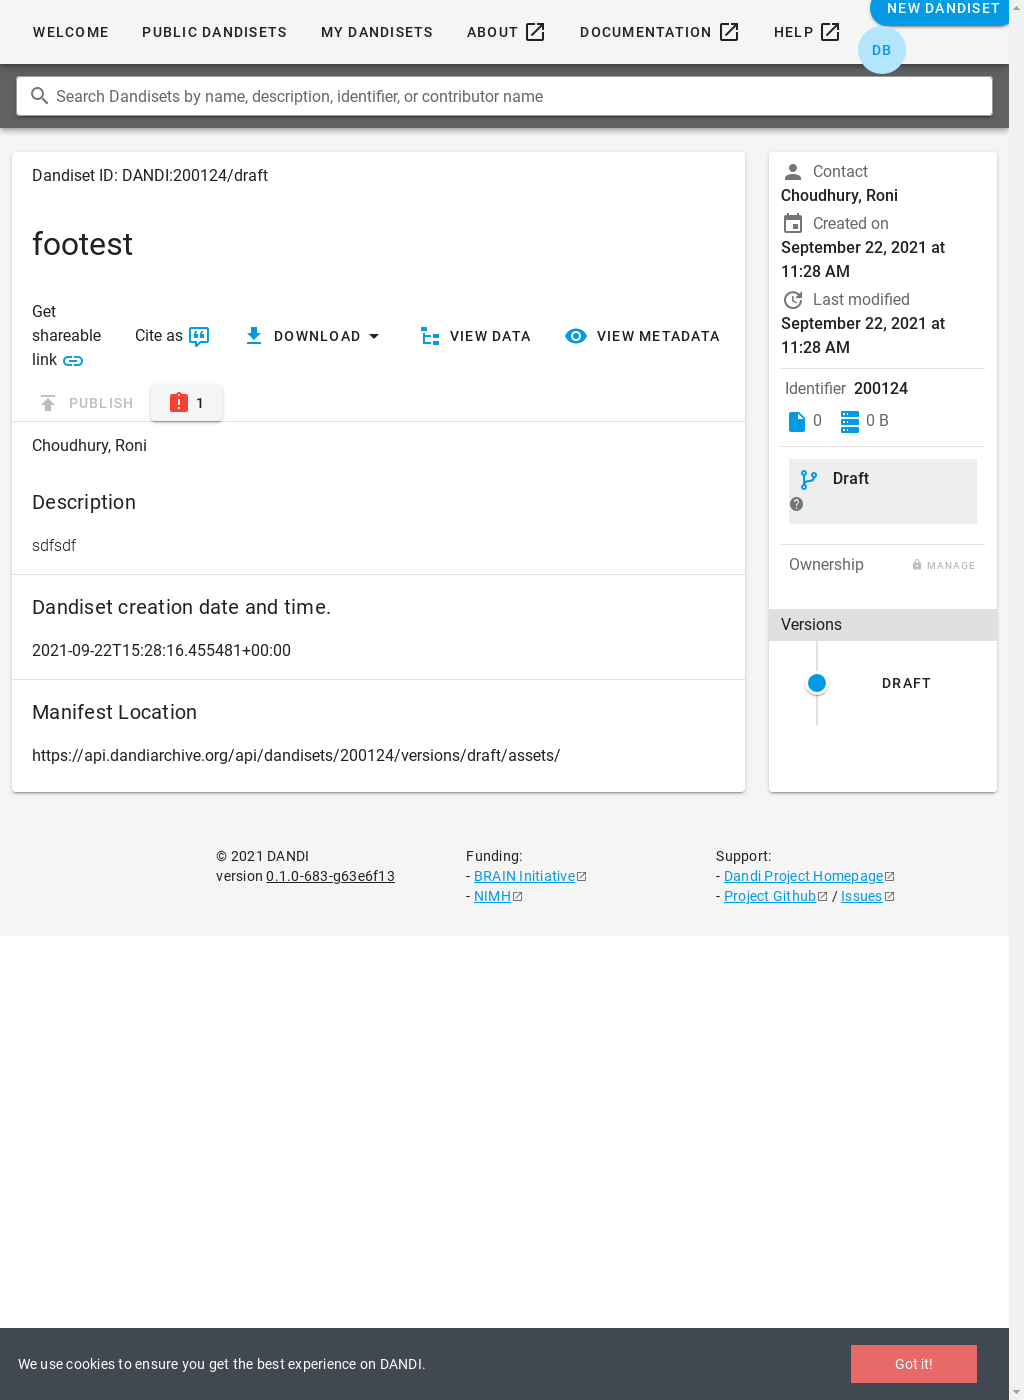 WELCOME PUBLIC DANDISETS MY DANDISETS ABOUT DOCUMENTATION HELP NEW DANDISET
DB
Search Dandisets by name, description, identifier, or contributor name
Dandiset ID: DANDI:200124/draft
footest
Get
shareable
link
Cite as DOWNLOAD VIEW DATA VIEW METADATA
PUBLISH 1
Choudhury, Roni
Description
sdfsdf
Dandiset creation date and time.
2021-09-22T15:28:16.455481+00:00
Manifest Location
https://api.dandiarchive.org/api/dandisets/200124/versions/draft/assets/
Contact
Choudhury, Roni
Created on
September 22, 2021 at
11:28 AM
Last modified
September 22, 2021 at
11:28 AM
Identifier 200124
0 0 B
Draft
Ownership MANAGE
Versions
DRAFT
© 2021 DANDI
version 0.1.0-683-g63e6f13
Funding:
- BRAIN Initiative
- NIMH
Support:
- Dandi Project Homepage
- Project Github / Issues
We use cookies to ensure you get the best experience on DANDI.
Got it!